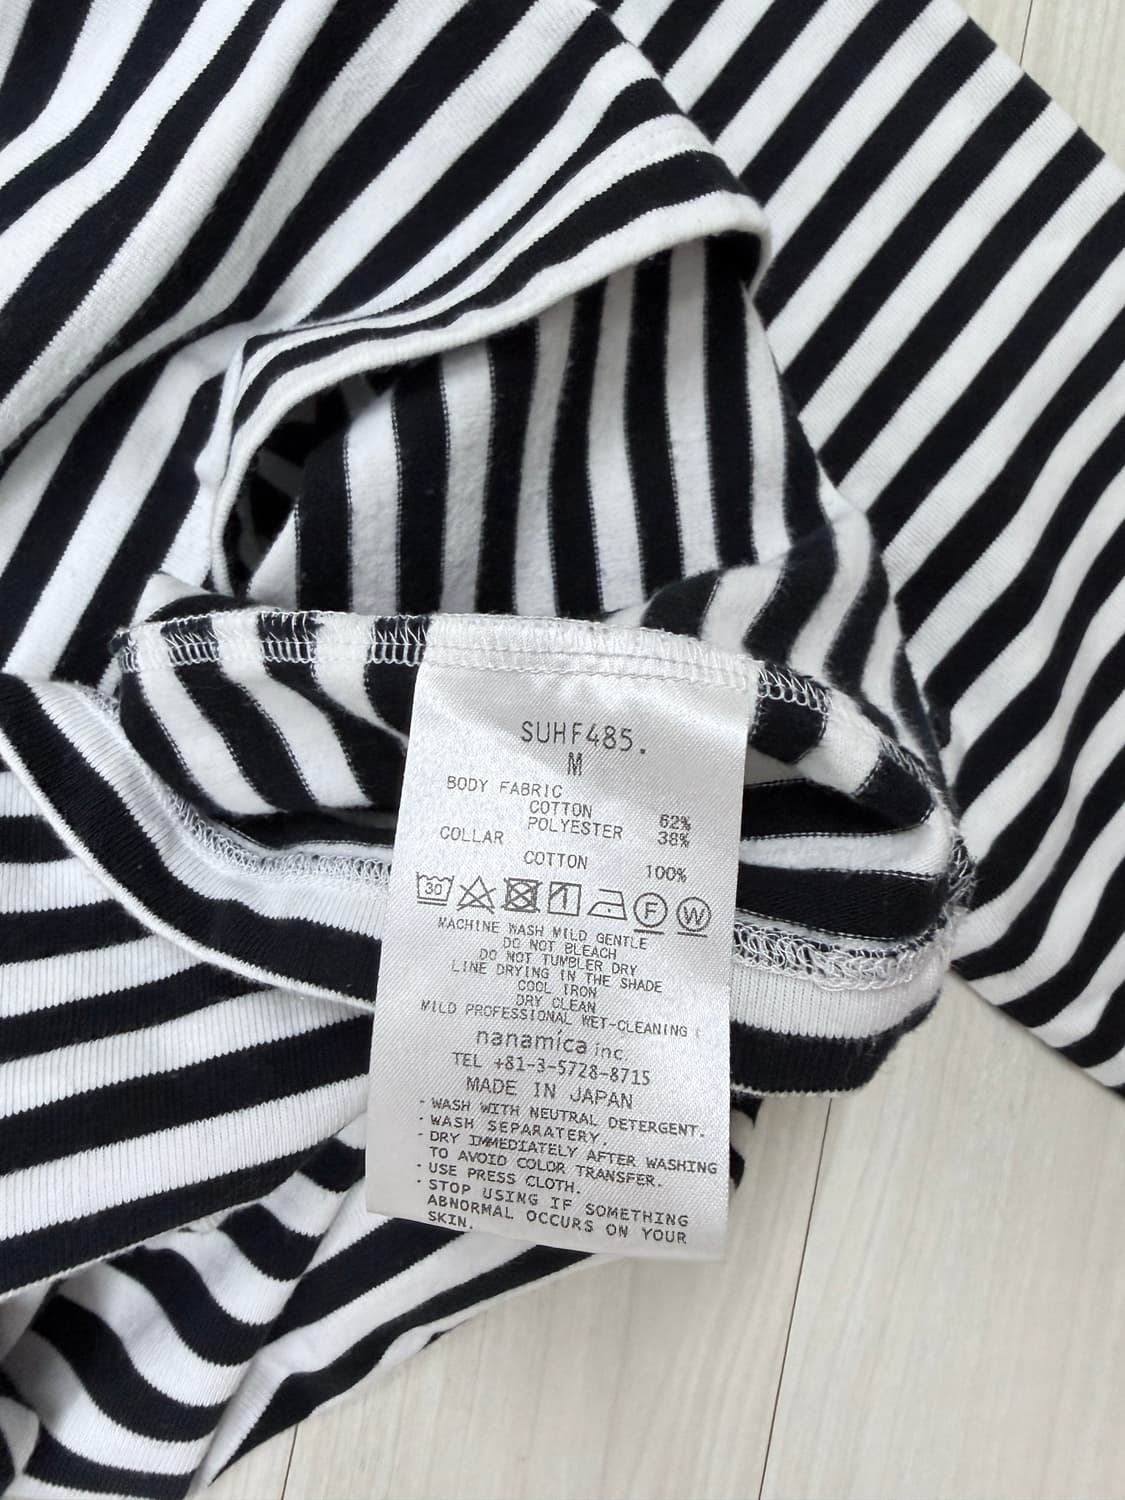 SUHF485.
M
BODY FABRIC
COTTON 62%
POLYESTER 38%
COLLAR
COTTON 100%
30 F W
MACHINE WASH MILD GENTLE
DO NOT BLEACH
DO NOT TUMBLER DRY
LINE DRYING IN THE SHADE
COOL IRON
DRY CLEAN
MILD PROFESSIONAL WET-CLEANING
nanamica inc.
TEL +81-3-5728-8715
MADE IN JAPAN
・WASH WITH NEUTRAL DETERGENT.
・WASH SEPARATERY.
・DRY IMMEDIATELY AFTER WASHING
TO AVOID COLOR TRANSFER.
・USE PRESS CLOTH.
・STOP USING IF SOMETHING
ABNORMAL OCCURS ON YOUR
SKIN.